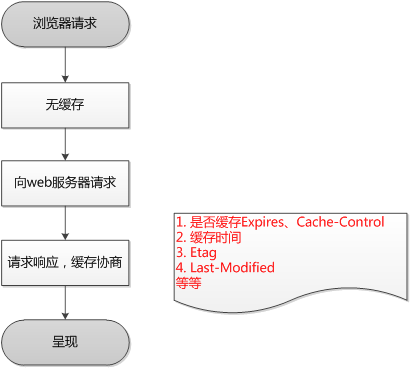 浏览器请求
无缓存
向web服务器请求
请求响应，缓存协商
呈现
1. 是否缓存Expires、Cache-Control
2. 缓存时间
3. Etag
4. Last-Modified
等等